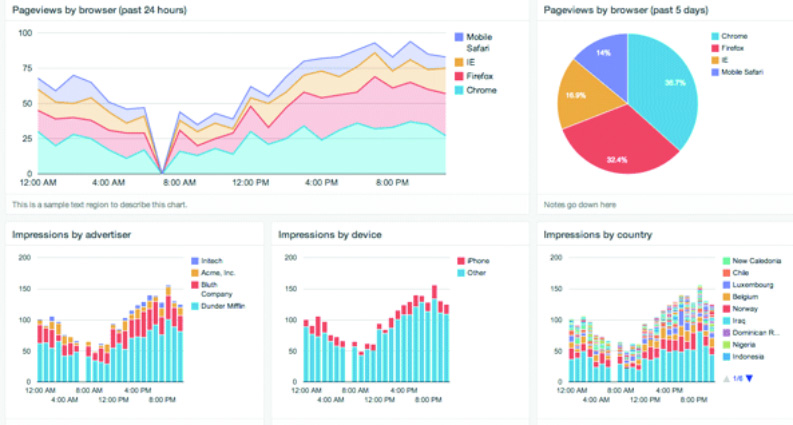 Pageviews by browser (past 24 hours)
100
75
50
25
0
12:00 AM 4:00 AM 8:00 AM 12:00 PM 4:00 PM 8:00 PM
Mobile
Safari
IE
Firefox
Chrome
This is a sample text region to describe this chart.
Pageviews by browser (past 5 days)
14%
36.7%
16.9%
32.4%
Chrome
Firefox
IE
Mobile Safari
Notes go down here
Impressions by advertiser
200
150
100
50
0
12:00 AM 8:00 AM 4:00 PM
4:00 AM 12:00 PM 8:00 PM
Initech
Acme, Inc.
Bluth
Company
Dunder Mifflin
Impressions by device
200
150
100
50
0
12:00 AM 8:00 AM 4:00 PM
4:00 AM 12:00 PM 8:00 PM
iPhone
Other
Impressions by country
200
150
100
50
0
12:00 AM 8:00 AM 4:00 PM
4:00 AM 12:00 PM 8:00 PM
New Caledonia
Chile
Luxembourg
Belgium
Norway
Iraq
Dominican R...
Nigeria
Indonesia
▲ 1/6 ▼